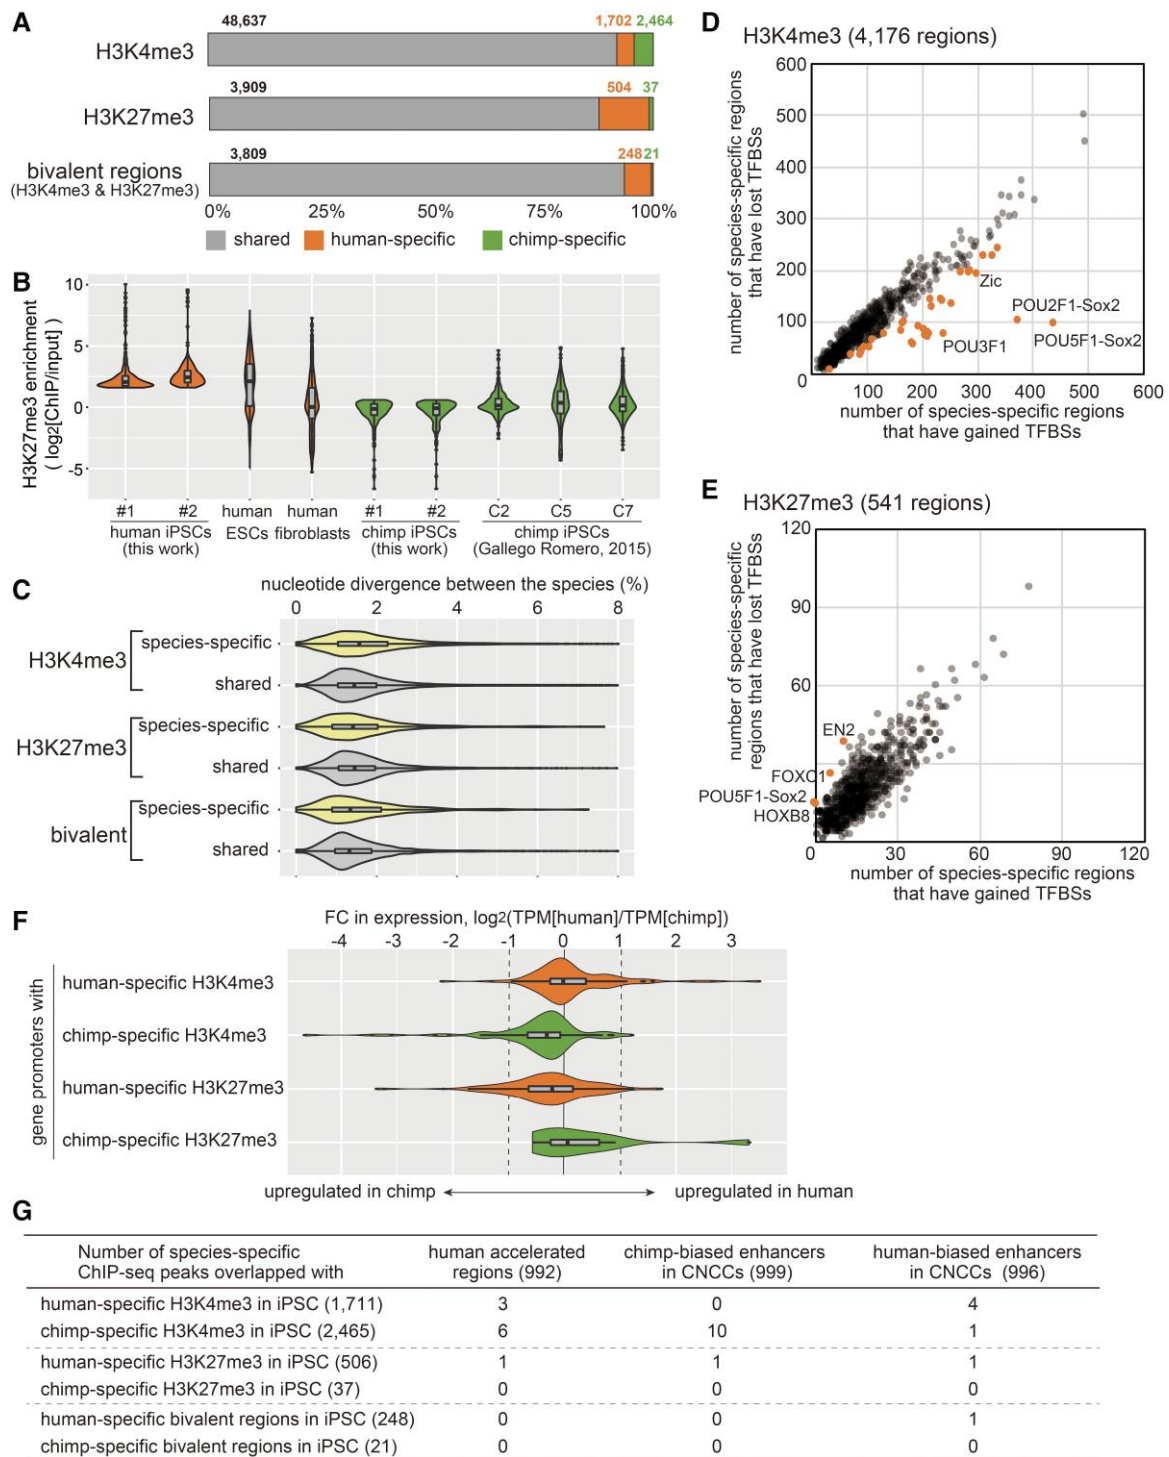 A
48,637 1,702 2,464
H3K4me3
3,909 504 37
H3K27me3
3,809 248 21
bivalent regions
(H3K4me3 & H3K27me3)
0% 25% 50% 75% 100%
shared human-specific chimp-specific
B
H3K27me3 enrichment
( log2[ChIP/input] )
10
5
0
-5
#1 #2 human human #1 #2 C2 C5 C7
human iPSCs ESCs fibroblasts chimp iPSCs chimp iPSCs
(this work) (this work) (Gallego Romero, 2015)
C
nucleotide divergence between the species (%)
0 2 4 6 8
H3K4me3
species-specific
shared
H3K27me3
species-specific
shared
bivalent
species-specific
shared
D
H3K4me3 (4,176 regions)
number of species-specific regions
that have lost TFBSs
600
500
400
300
200
100
0
Zic
POU2F1-Sox2
POU3F1
POU5F1-Sox2
100 200 300 400 500 600
number of species-specific regions
that have gained TFBSs
E
H3K27me3 (541 regions)
number of species-specific
regions that have lost TFBSs
120
90
60
EN2
FOXC1
POU5F1-Sox2
HOXB8
0 30 60 90 120
number of species-specific regions
that have gained TFBSs
F
FC in expression, log2(TPM[human]/TPM[chimp])
-4 -3 -2 -1 0 1 2 3
gene promoters with
human-specific H3K4me3
chimp-specific H3K4me3
human-specific H3K27me3
chimp-specific H3K27me3
upregulated in chimp upregulated in human
G
Number of species-specific human accelerated chimp-biased enhancers human-biased enhancers
ChIP-seq peaks overlapped with regions (992) in CNCCs (999) in CNCCs (996)
human-specific H3K4me3 in iPSC (1,711) 3 0 4
chimp-specific H3K4me3 in iPSC (2,465) 6 10 1
human-specific H3K27me3 in iPSC (506) 1 1 1
chimp-specific H3K27me3 in iPSC (37) 0 0 0
human-specific bivalent regions in iPSC (248) 0 0 1
chimp-specific bivalent regions in iPSC (21) 0 0 0